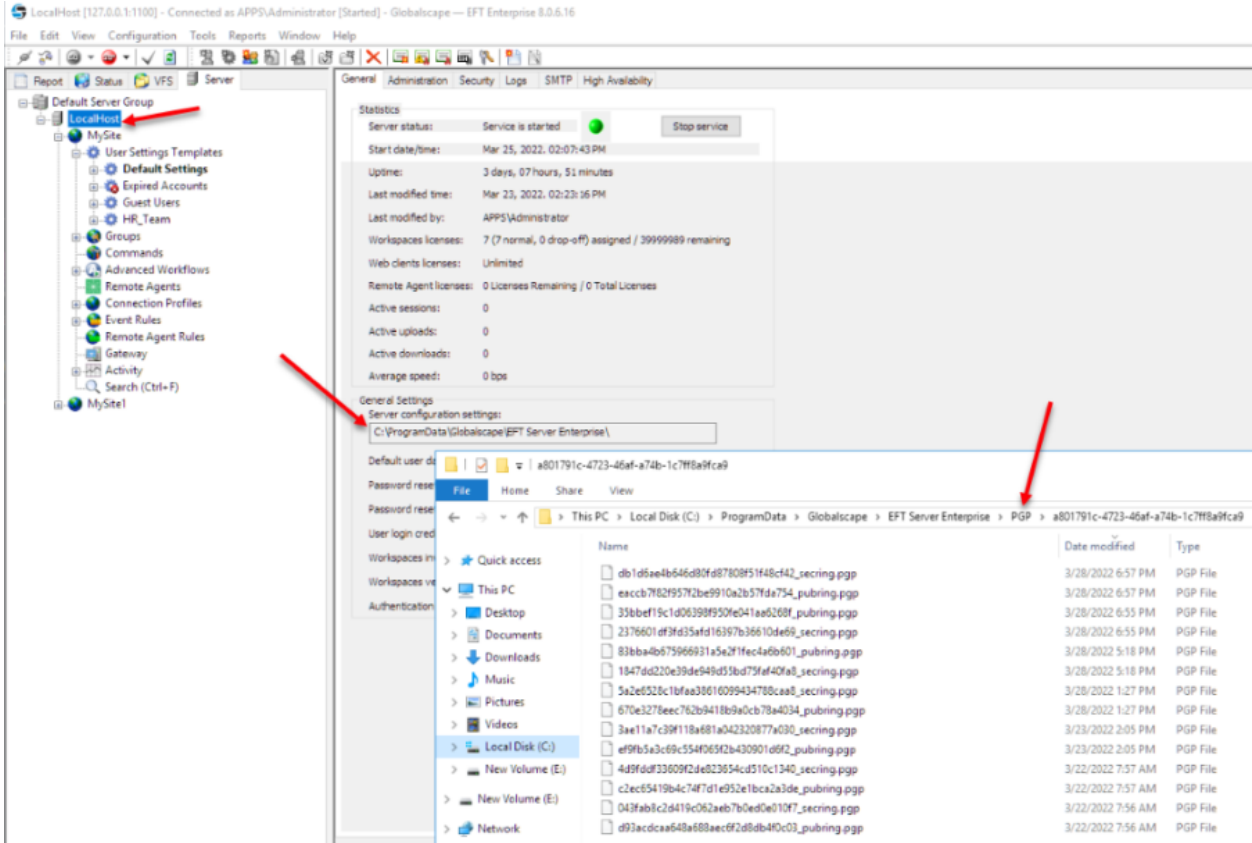 LocalHost [127.0.0.1:1100] - Connected as APPS\Administrator [Started] - Globalscape — EFT Enterprise 8.0.6.16
File Edit View Configuration Tools Reports Window Help
Report Status VFS Server
Default Server Group
LocalHost
MySite
User Settings Templates
Default Settings
Expired Accounts
Guest Users
HR_Team
Groups
Commands
Advanced Workflows
Remote Agents
Connection Profiles
Event Rules
Remote Agent Rules
Gateway
Activity
Search (Ctrl+F)
MySite1
General Administration Security Logs SMTP High Availability
Statistics
Server status: Service is started Stop service
Start date/time: Mar 25, 2022. 02:07:43 PM
Uptime: 3 days, 07 hours, 51 minutes
Last modified time: Mar 23, 2022. 02:23:16 PM
Last modified by: APPS\Administrator
Workspaces licenses: 7 (7 normal, 0 drop-off) assigned / 39999989 remaining
Web clients licenses: Unlimited
Remote Agent licenses: 0 Licenses Remaining / 0 Total Licenses
Active sessions: 0
Active uploads: 0
Active downloads: 0
Average speed: 0 bps
General Settings
Server configuration settings:
C:\ProgramData\Globalscape\EFT Server Enterprise\
Default user da
Password rese
Password rese
User login cred
Workspaces in
Workspaces ve
Authentication
a801791c-4723-46af-a74b-1c7ff8a9fca9
File Home Share View
This PC > Local Disk (C:) > ProgramData > Globalscape > EFT Server Enterprise > PGP > a801791c-4723-46af-a74b-1c7ff8a9fca9
Quick access
This PC
Desktop
Documents
Downloads
Music
Pictures
Videos
Local Disk (C:)
New Volume (E:)
New Volume (E:)
Network
Name Date modified Type
db1d6ae4b646d80fd87808f51f48cf42_secring.pgp 3/28/2022 6:57 PM PGP File
eaccb7f82f957f2be9910a2b57fda754_pubring.pgp 3/28/2022 6:57 PM PGP File
35bbef19c1d06398f950fe041aa6268f_pubring.pgp 3/28/2022 6:55 PM PGP File
2376601df3fd35afd16397b36610de69_secring.pgp 3/28/2022 6:55 PM PGP File
83bba4b675966931a5e2f1fec4a6b601_pubring.pgp 3/28/2022 5:18 PM PGP File
1847dd220e39de949d55bd75faf40fa8_secring.pgp 3/28/2022 5:18 PM PGP File
5a2e6528c1bfaa38616099434788caa8_secring.pgp 3/28/2022 1:27 PM PGP File
670e3278eec762b9418b9a0cb78a4034_pubring.pgp 3/28/2022 1:27 PM PGP File
3ae11a7c39f118a681a042320877a030_secring.pgp 3/23/2022 2:05 PM PGP File
ef9fb5a3c69c554f065f2b430901d6f2_pubring.pgp 3/23/2022 2:05 PM PGP File
4d9fddf33609f2de823654cd510c1340_secring.pgp 3/22/2022 7:57 AM PGP File
c2ec65419b4c74f7d1e952e1bca2a3de_pubring.pgp 3/22/2022 7:57 AM PGP File
043fab8c2d419c062aeb7b0ed0e010f7_secring.pgp 3/22/2022 7:56 AM PGP File
d93acdcaa648a688aec6f2d8db4f0c03_pubring.pgp 3/22/2022 7:56 AM PGP File